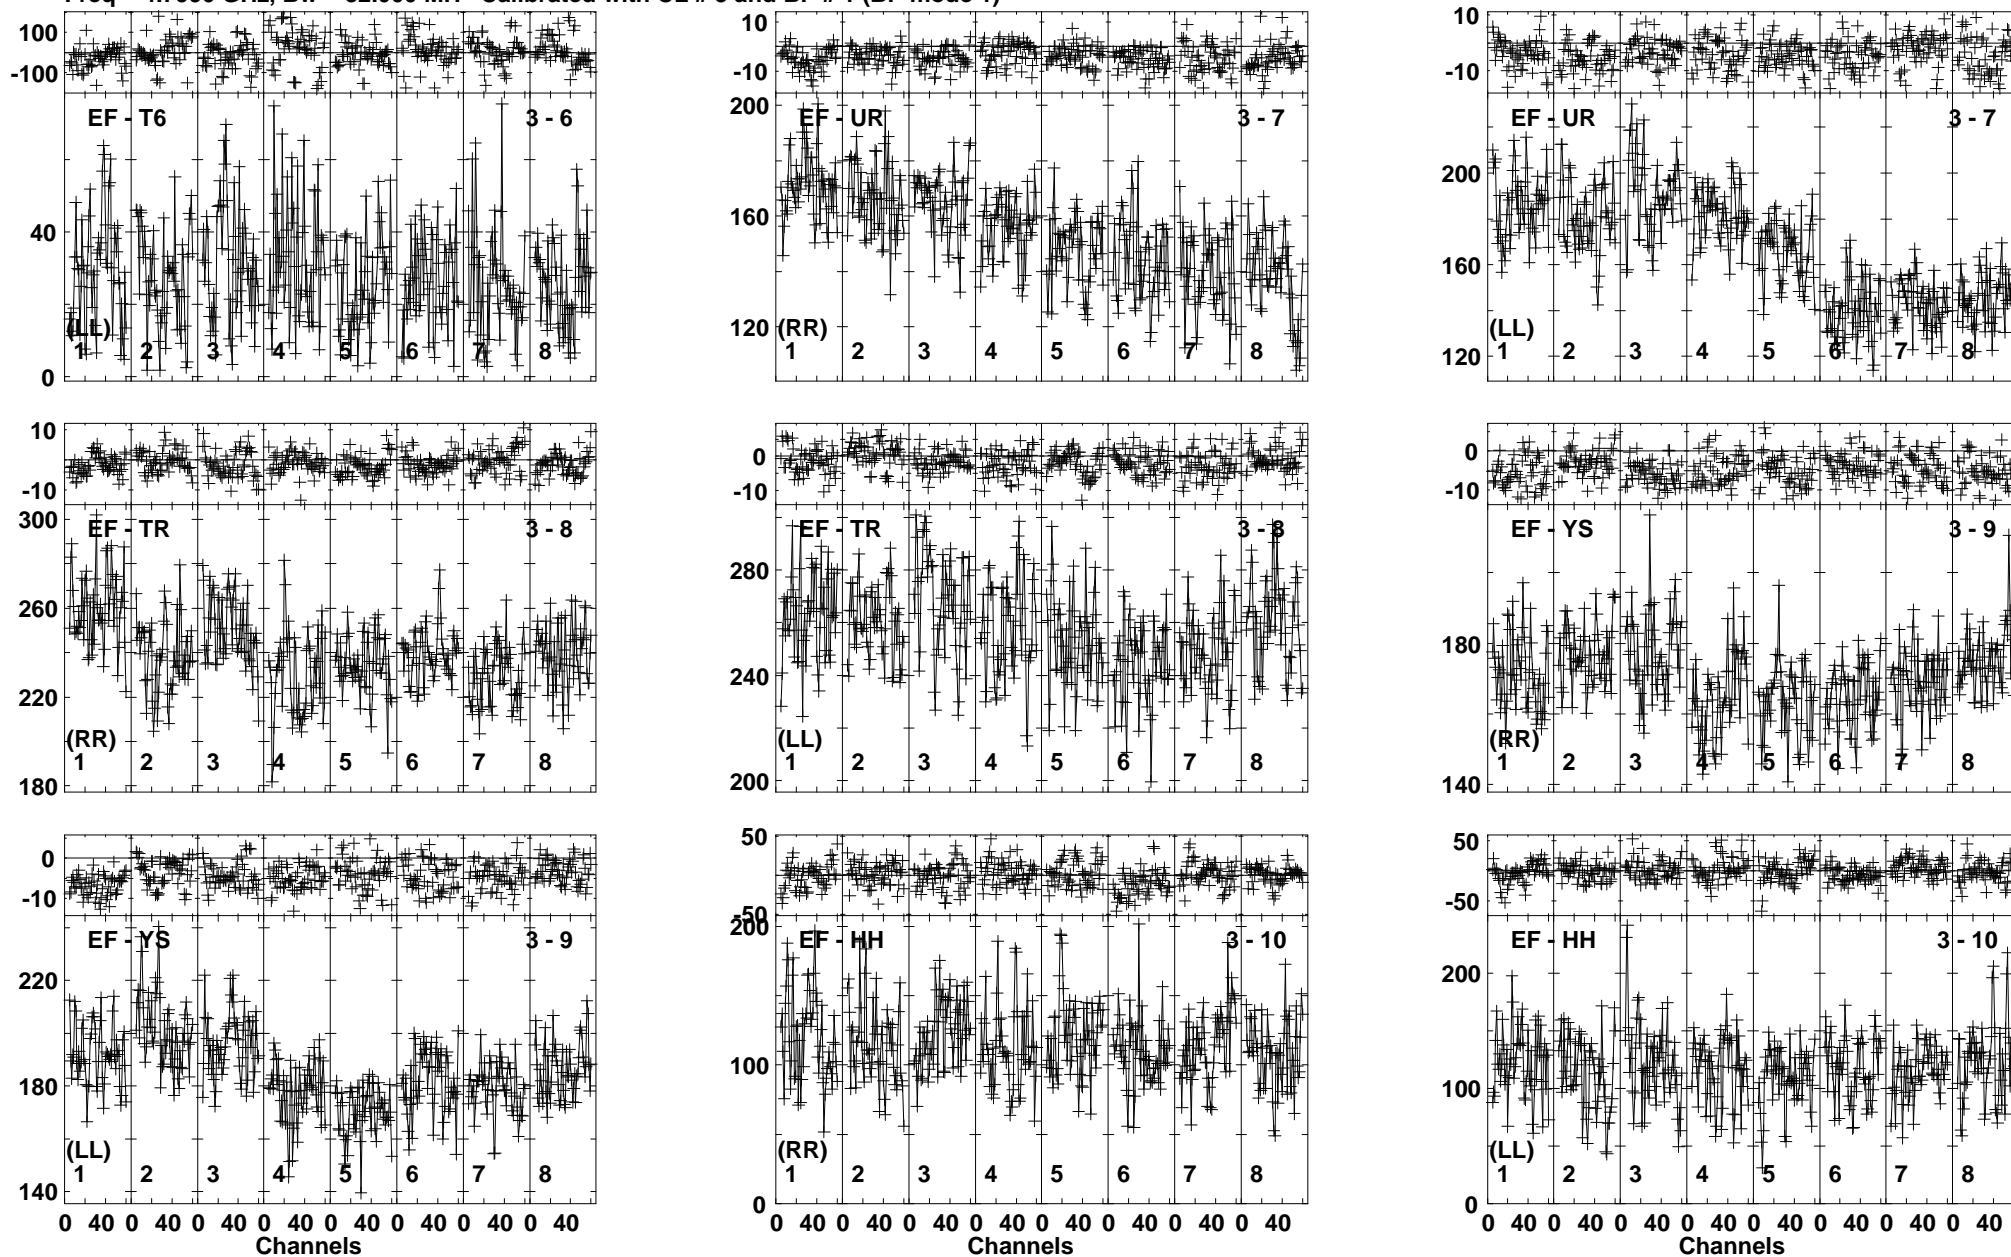 100 10 10
-100 -10 -10
EF - T6 3 - 6 200 EF - UR 3 - 7 EF - UR 3 - 7
200
40 160 160
(LL) 120 (RR) (LL)
0 1 2 3 4 5 6 7 8 1 2 3 4 5 6 7 8 120 1 2 3 4 5 6 7 8
10 0 0
-10 -10 -10
300 EF - TR 3 - 8 EF - TR 3 - 8 EF - YS 3 - 9
280
260 180
240
220
(RR) (LL) (RR)
180 1 2 3 4 5 6 7 8 200 1 2 3 4 5 6 7 8 140 1 2 3 4 5 6 7 8
0 50 50
-10 -50 -50
EF - YS 3 - 9 200 EF - HH 3 - 10 EF - HH 3 - 10
220 200
180 100 100
(LL) (RR) (LL)
140 1 2 3 4 5 6 7 8 0 1 2 3 4 5 6 7 8 0 1 2 3 4 5 6 7 8
0 40 0 40 0 40 0 40 0 40 0 40 0 40 0 40 0 40 0 40 0 40 0 40 0 40 0 40 0 40 0 40 0 40 0 40 0 40 0 40 0 40 0 40 0 40 0 40
Channels Channels Channels